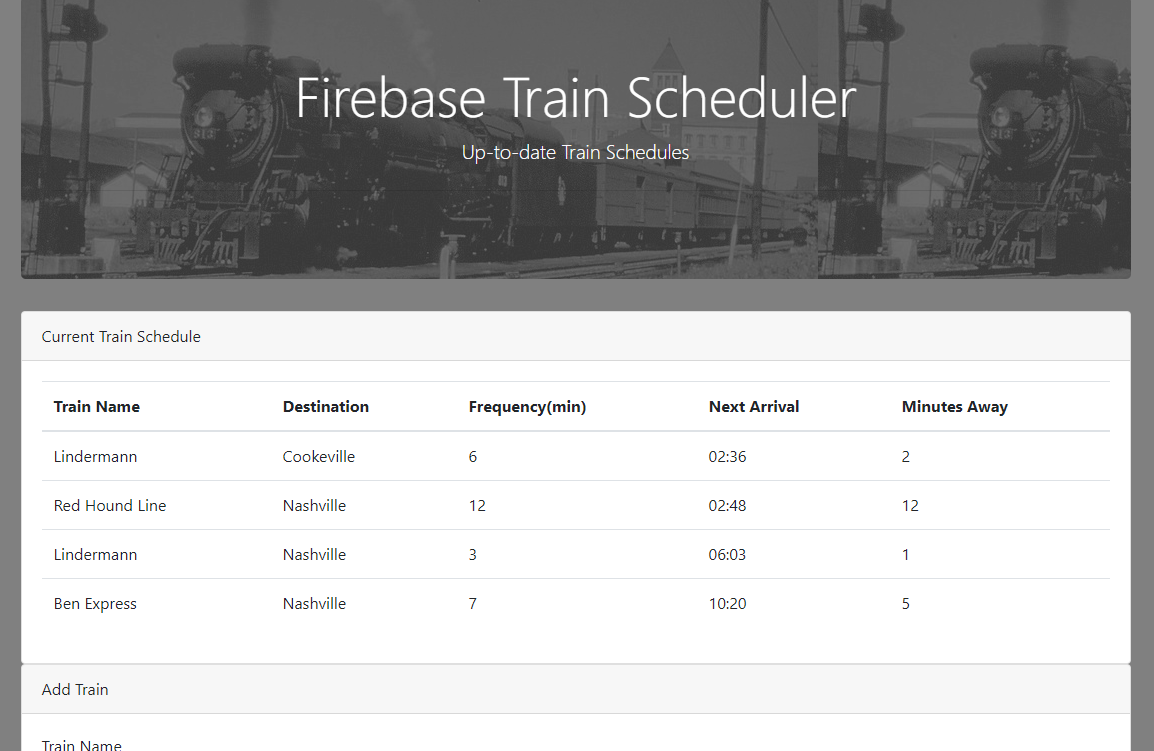 Firebase Train Scheduler
Up-to-date Train Schedules
Current Train Schedule
Train Name Destination Frequency(min) Next Arrival Minutes Away
Lindermann Cookeville 6 02:36 2
Red Hound Line Nashville 12 02:48 12
Lindermann Nashville 3 06:03 1
Ben Express Nashville 7 10:20 5
Add Train
Train Name